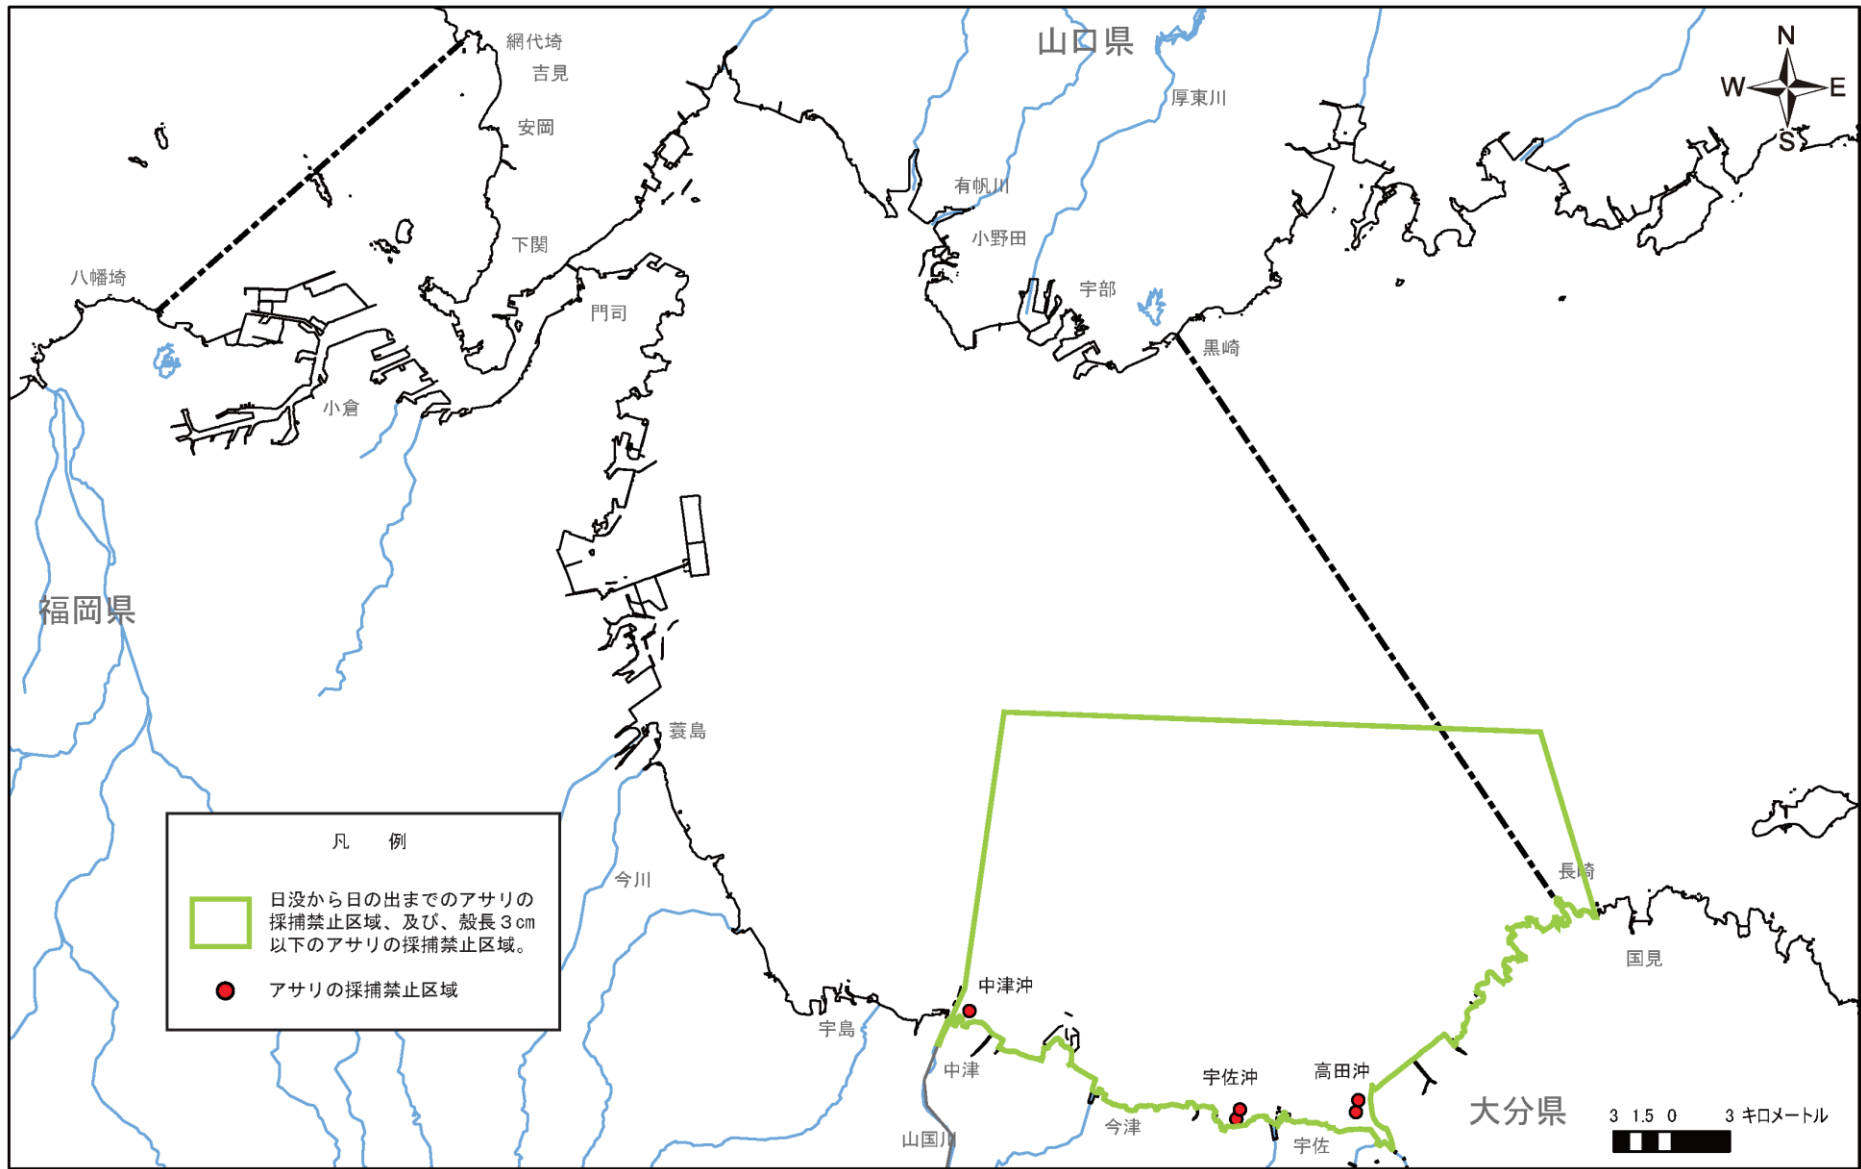 網代埼
吉見
安岡
下関
八幡埼
門司
小倉
山口県
厚東川
有帆川
小野田
宇部
黒崎
N
W
E
S
福岡県
蓑島
今川
宇島
凡 例
日没から日の出までのアサリの
採捕禁止区域、及び、殻長3cm
以下のアサリの採捕禁止区域。
アサリの採捕禁止区域
中津沖
中津
山国川
今津
宇佐沖
宇佐
高田沖
長崎
国見
大分県
3 1.5 0 3 キロメートル